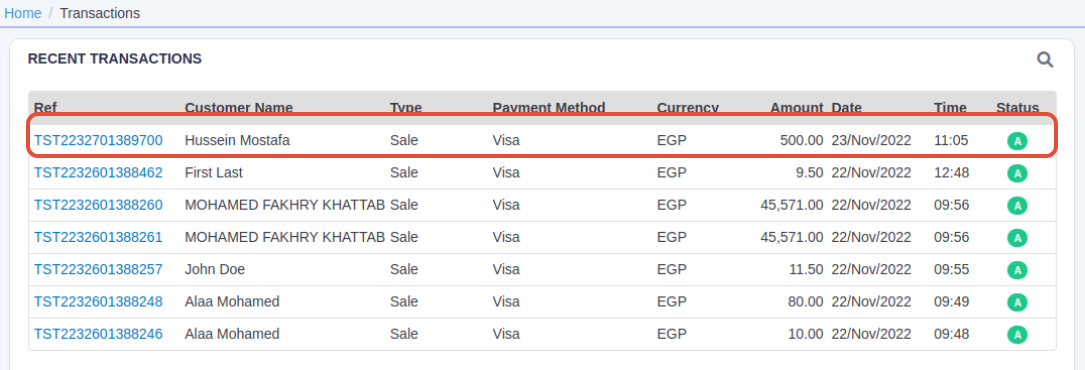 Home / Transactions
RECENT TRANSACTIONS
Ref Customer Name Type Payment Method Currency Amount Date Time Status
TST2232701389700 Hussein Mostafa Sale Visa EGP 500.00 23/Nov/2022 11:05 A
TST2232601388462 First Last Sale Visa EGP 9.50 22/Nov/2022 12:48 A
TST2232601388260 MOHAMED FAKHRY KHATTAB Sale Visa EGP 45,571.00 22/Nov/2022 09:56 A
TST2232601388261 MOHAMED FAKHRY KHATTAB Sale Visa EGP 45,571.00 22/Nov/2022 09:56 A
TST2232601388257 John Doe Sale Visa EGP 11.50 22/Nov/2022 09:55 A
TST2232601388248 Alaa Mohamed Sale Visa EGP 80.00 22/Nov/2022 09:49 A
TST2232601388246 Alaa Mohamed Sale Visa EGP 10.00 22/Nov/2022 09:48 A